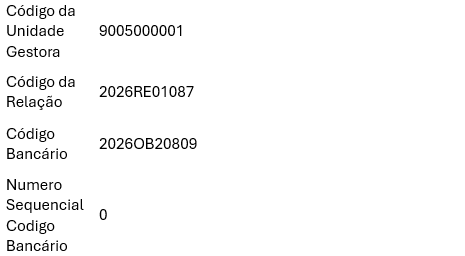 Código da
Unidade
Gestora
9005000001
Código da
Relação
2026RE01087
Código
Bancário
2026OB20809
Numero
Sequencial
Codigo
Bancário
0